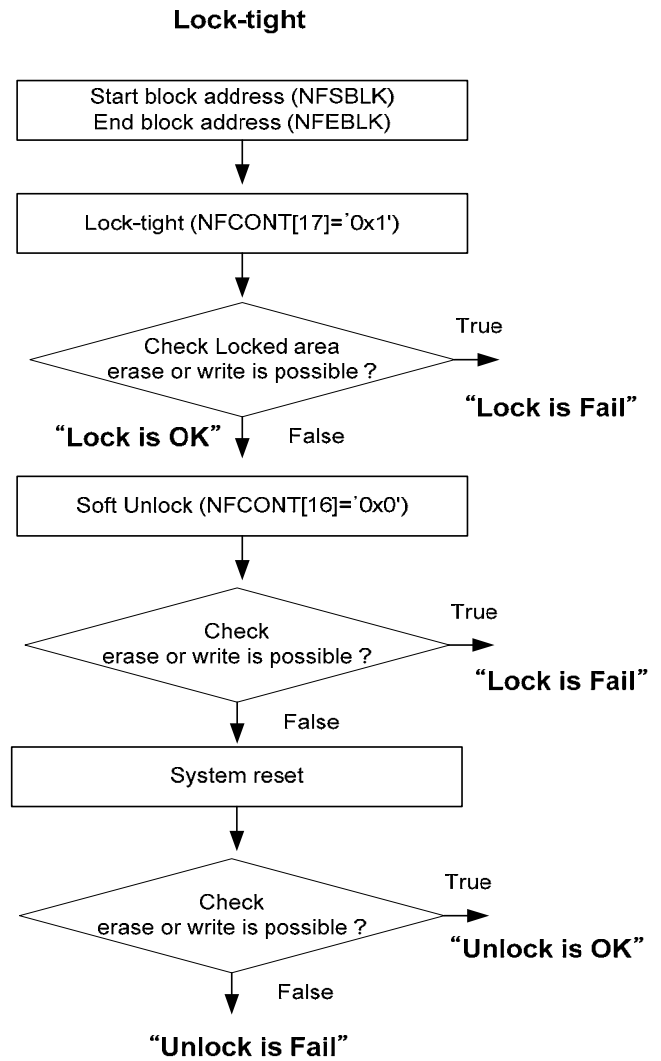 Lock-tight
Start block address (NFSBLK)
End block address (NFEBLK)
Lock-tight (NFCONT[17]='0x1')
Check Locked area
erase or write is possible ?
True
“Lock is Fail”
“Lock is OK”
False
Soft Unlock (NFCONT[16]='0x0')
Check
erase or write is possible ?
True
“Lock is Fail”
False
System reset
Check
erase or write is possible ?
True
“Unlock is OK”
False
“Unlock is Fail”